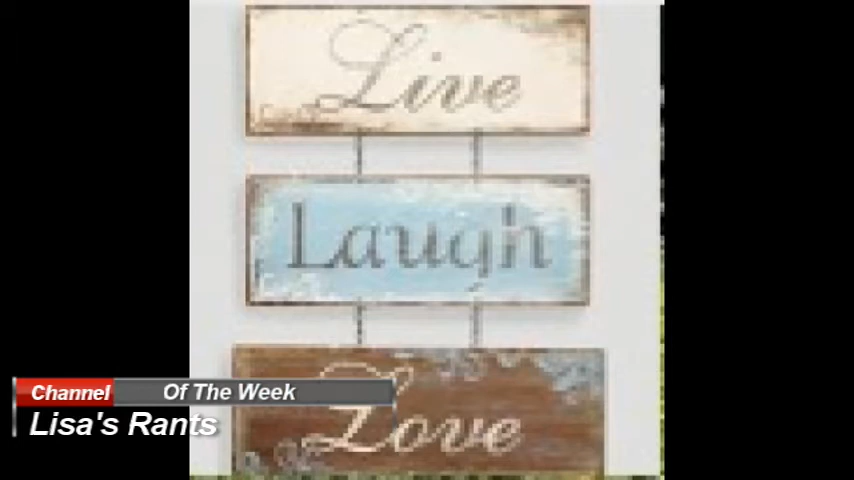 Live
Laugh
Love
Channel Of The Week
Lisa's Rants